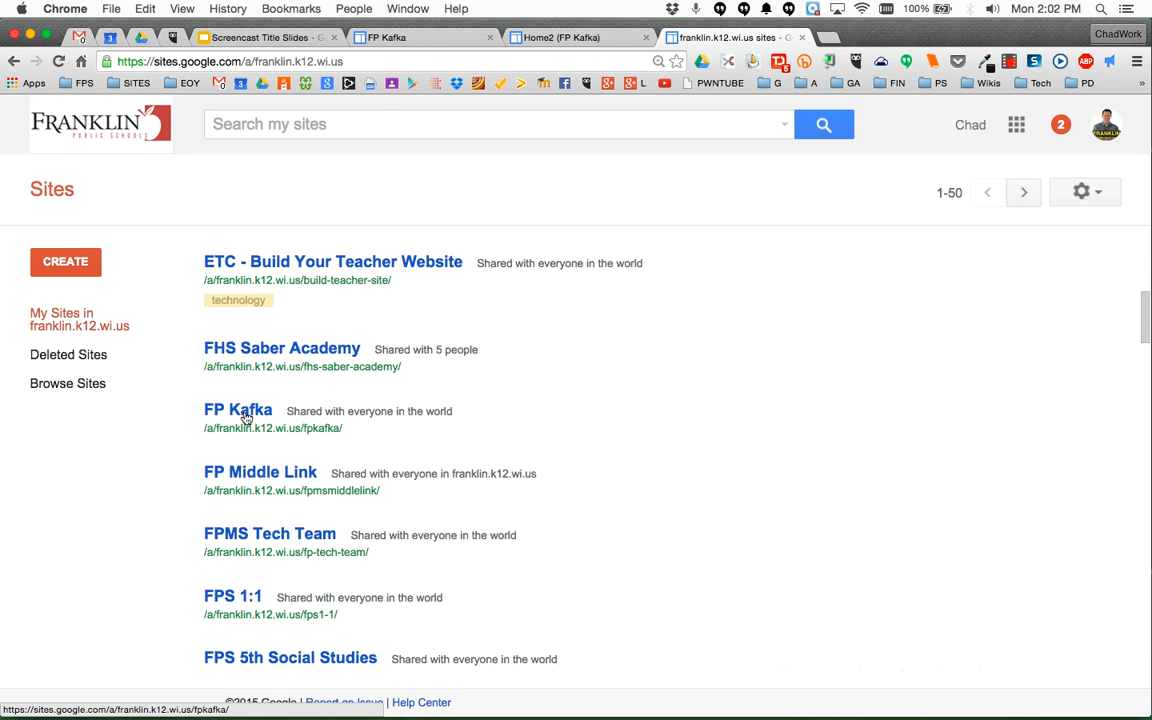 Chrome File Edit View History Bookmarks People Window Help 100% Mon 2:02 PM
Screencast Title Slides - G FP Kafka Home2 (FP Kafka) franklin.k12.wi.us sites - G ChadWork
https://sites.google.com/a/franklin.k12.wi.us
Apps FPS SITES EOY L PWNTUBE G A GA FIN PS Wikis Tech PD »
FRANKLIN
PUBLIC SCHOOLS
Search my sites
Chad 2
Sites
1-50
CREATE
My Sites in
franklin.k12.wi.us
Deleted Sites
Browse Sites
ETC - Build Your Teacher Website Shared with everyone in the world
/a/franklin.k12.wi.us/build-teacher-site/
technology
FHS Saber Academy Shared with 5 people
/a/franklin.k12.wi.us/fhs-saber-academy/
FP Kafka Shared with everyone in the world
/a/franklin.k12.wi.us/fpkafka/
FP Middle Link Shared with everyone in franklin.k12.wi.us
/a/franklin.k12.wi.us/fpmsmiddlelink/
FPMS Tech Team Shared with everyone in the world
/a/franklin.k12.wi.us/fp-tech-team/
FPS 1:1 Shared with everyone in the world
/a/franklin.k12.wi.us/fps1-1/
FPS 5th Social Studies Shared with everyone in the world
©2015 Google | Report an Issue | Help Center
https://sites.google.com/a/franklin.k12.wi.us/fpkafka/